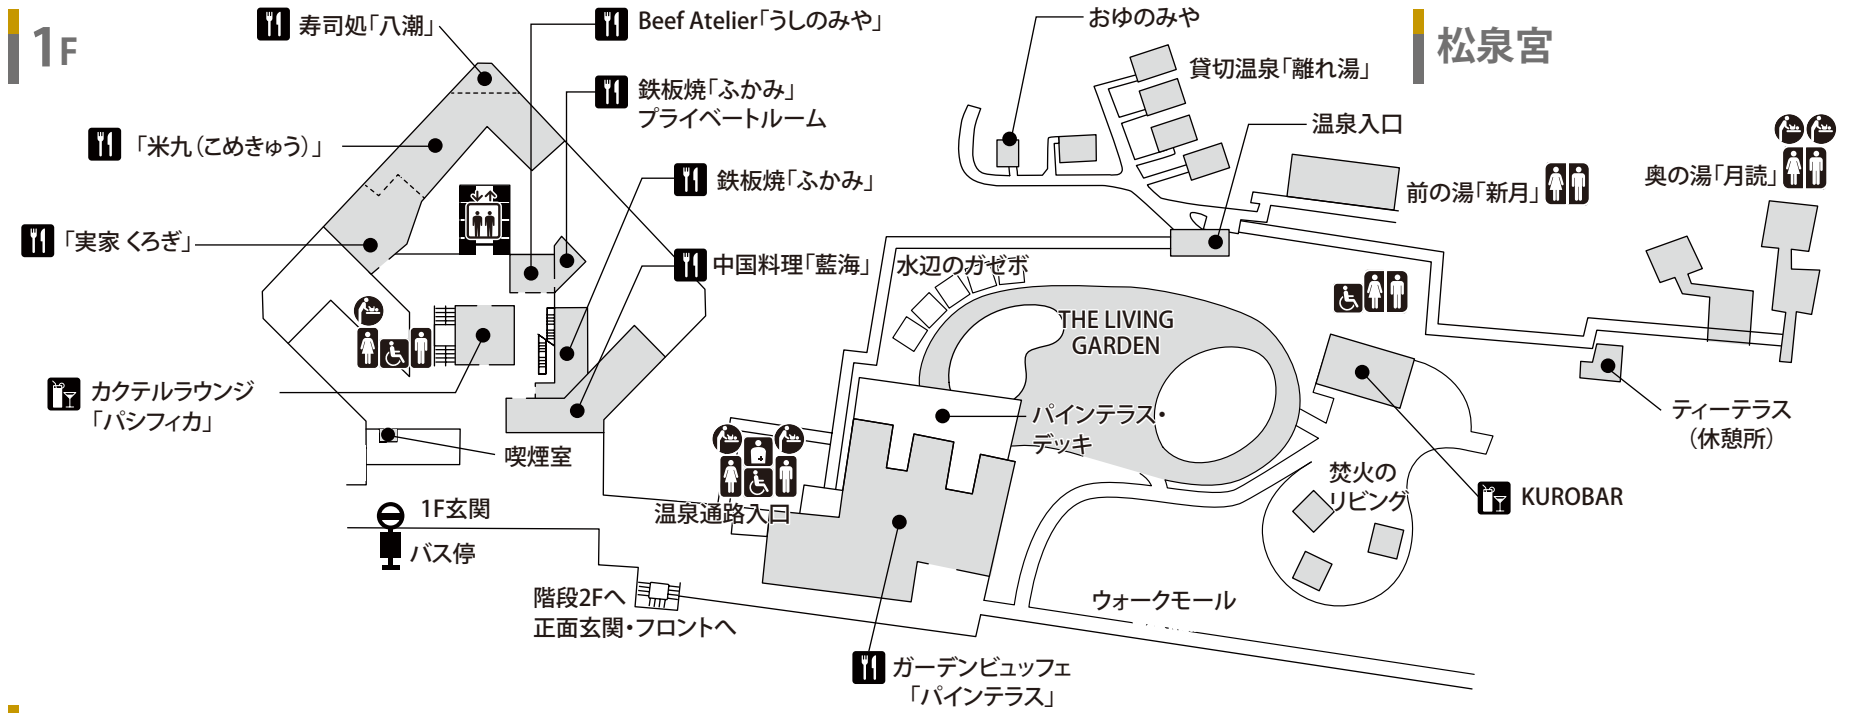 1F
寿司処「八潮」
Beef Atelier「うしのみや」
鉄板焼「ふかみ」
プライベートルーム
「米九（こめきゅう）」
鉄板焼「ふかみ」
「実家 くろぎ」
中国料理「藍海」
カクテルラウンジ
「パシフィカ」
喫煙室
1F玄関
バス停
階段2Fへ
正面玄関・フロントへ
温泉通路入口
松泉宮
おゆのみや
貸切温泉「離れ湯」
温泉入口
前の湯「新月」
奥の湯「月読」
水辺のガゼボ
THE LIVING
GARDEN
パインテラス・
デッキ
ティーテラス
（休憩所）
焚火の
リビング
KUROBAR
ウォークモール
ガーデンビュッフェ
「パインテラス」